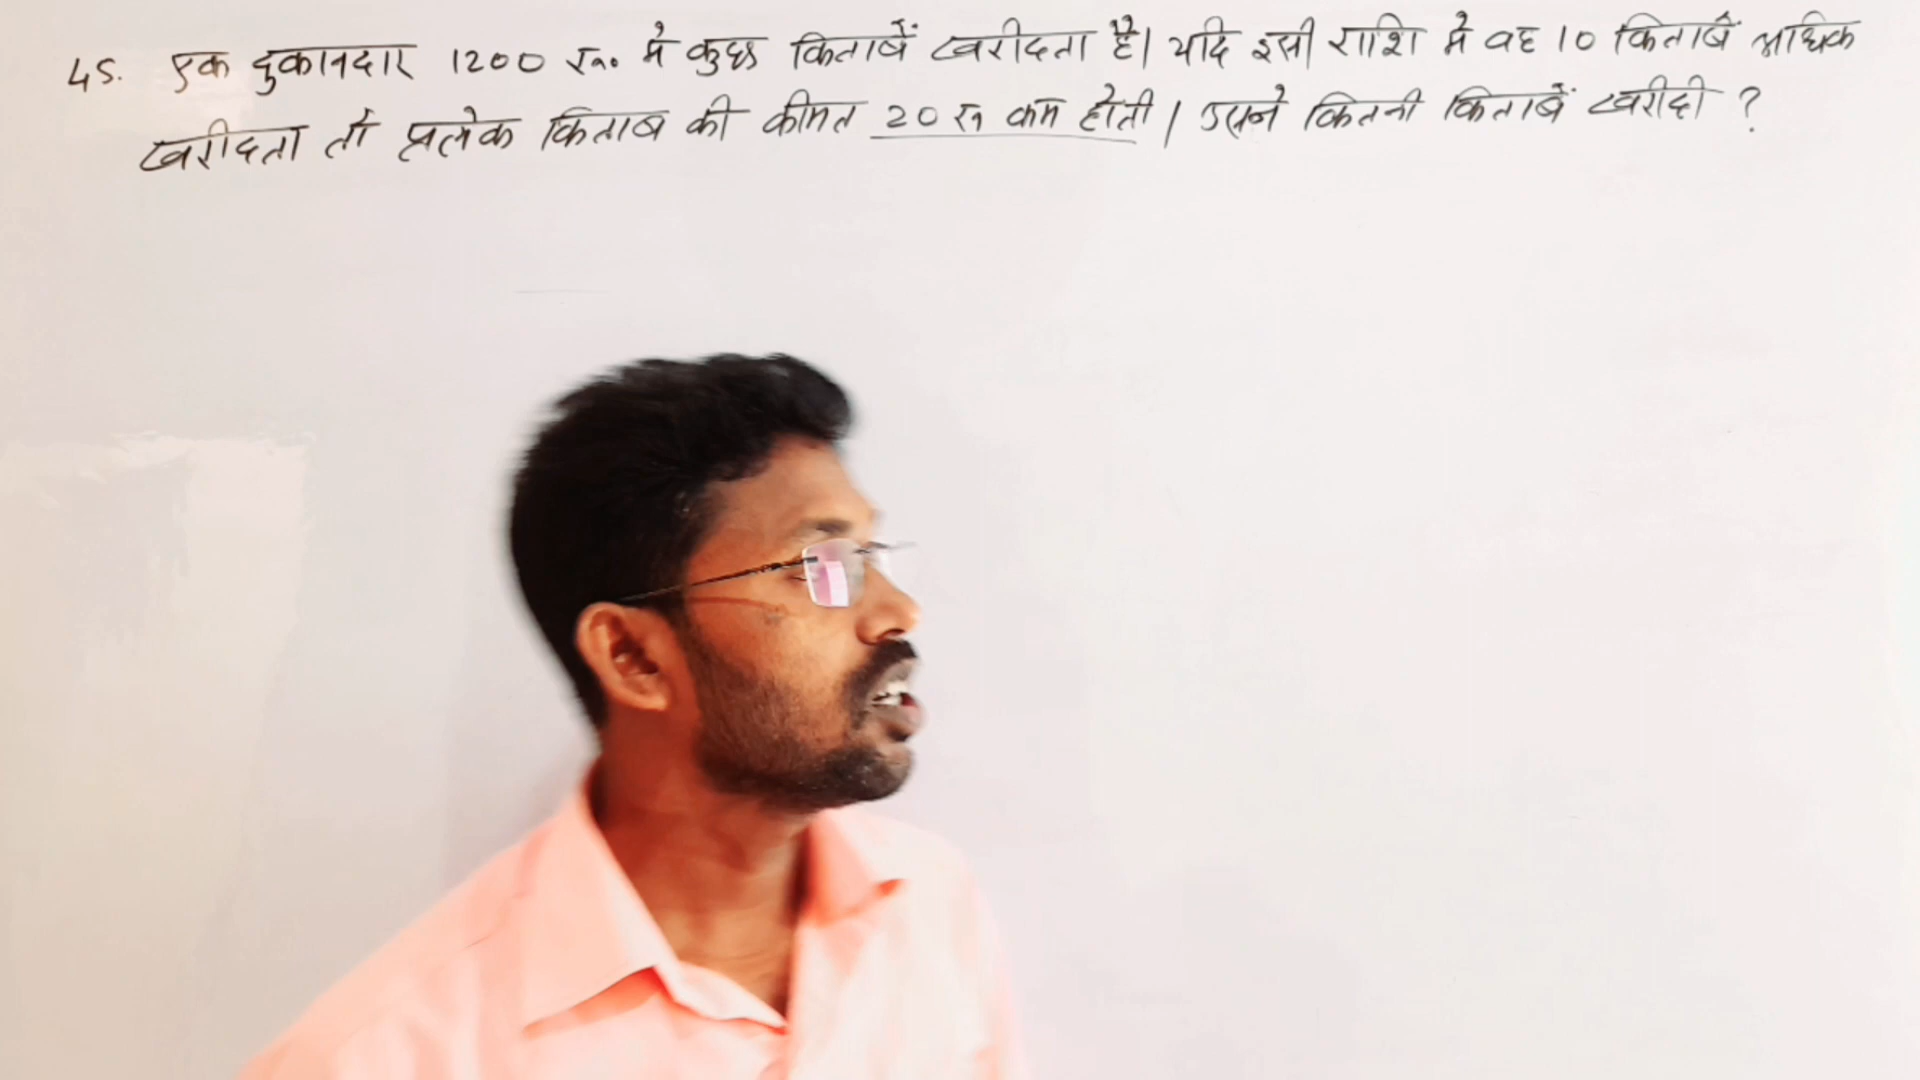 45. एक दुकानदार 1200 रू० में कुछ किताबें खरीदता है। यदि इसी राशि में वह 10 किताबें अधिक
खरीदता तो प्रत्येक किताब की कीमत 20 रू कम होती। उसने कितनी किताबें खरीदी ?